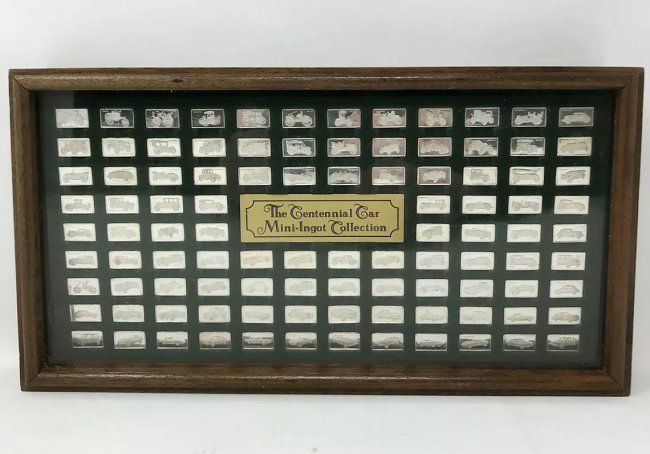 The Centennial Car
Mini-Ingot Collection